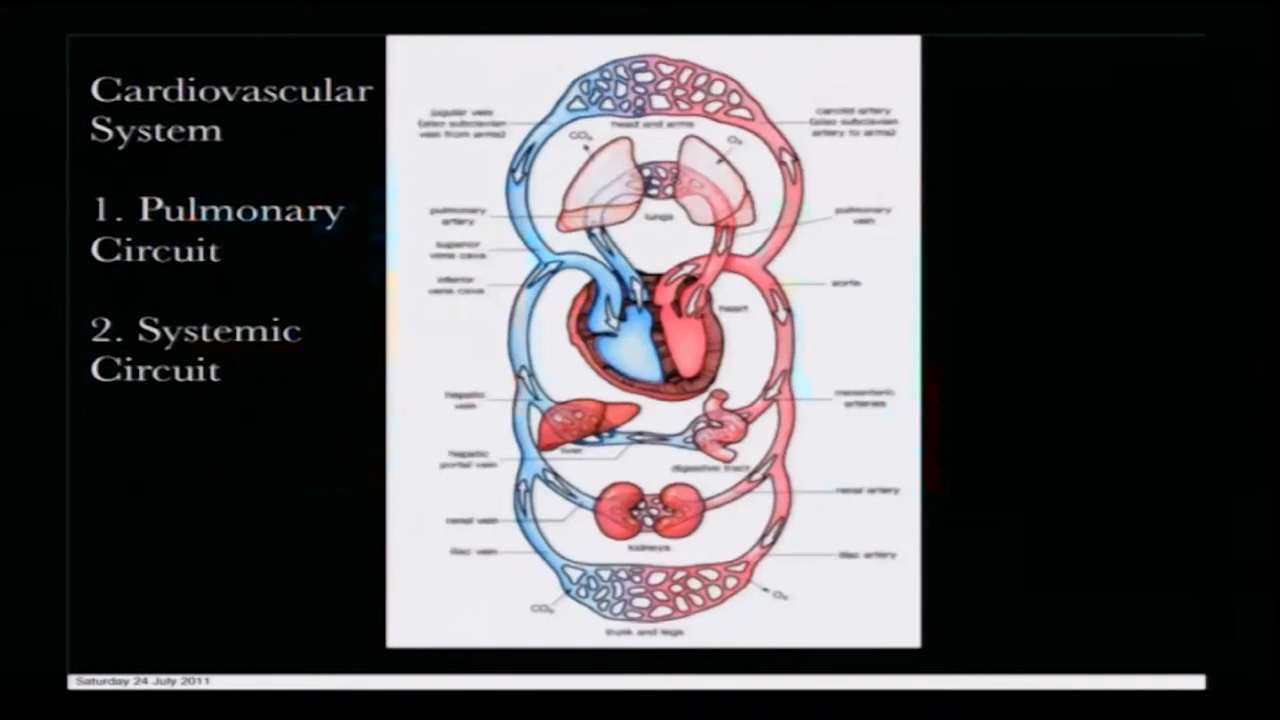 Cardiovascular
System
1. Pulmonary
Circuit
2. Systemic
Circuit
jugular vein
(also subclavian
vein from arms)
carotid artery
(also subclavian
artery to arms)
head and arms
CO₂
O₂
pulmonary
artery
lungs
pulmonary
vein
superior
vena cava
inferior
vena cava
aorta
heart
hepatic
vein
mesenteric
arteries
liver
hepatic
portal vein
digestive tract
renal artery
renal vein
kidneys
iliac vein
iliac artery
CO₂
O₂
trunk and legs
Saturday 24 July 2011